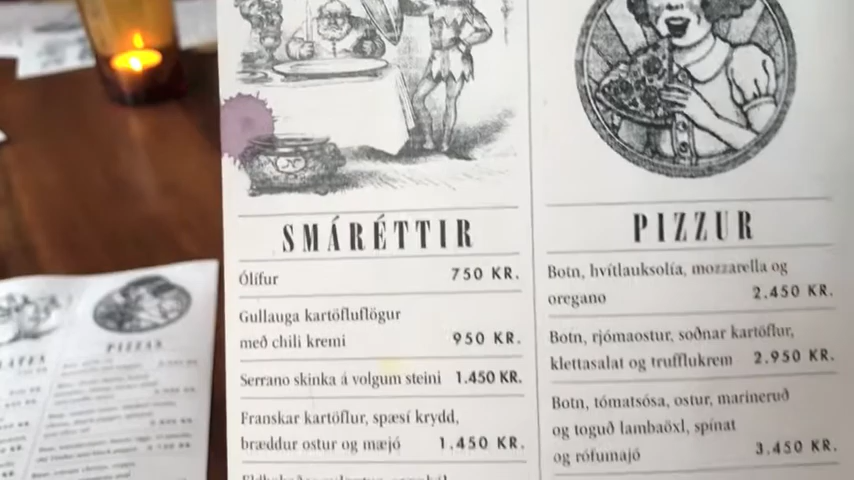 SMÁRÉTTIR
Ólífur 750 KR.
Gullauga kartöfluflögur
með chili kremi 950 KR.
Serrano skinka á volgum steini 1.450 KR.
Franskar kartöflur, spæsí krydd,
bræddur ostur og mæjó 1.450 KR.
PIZZUR
Botn, hvítlauksolía, mozzarella og
oregano 2.450 KR.
Botn, rjómaostur, soðnar kartöflur,
klettasalat og trufflukrem 2.950 KR.
Botn, tómatsósa, ostur, marineruð
og toguð lambaöxl, spínat
og rófumajó 3.450 KR.
PIZZUR